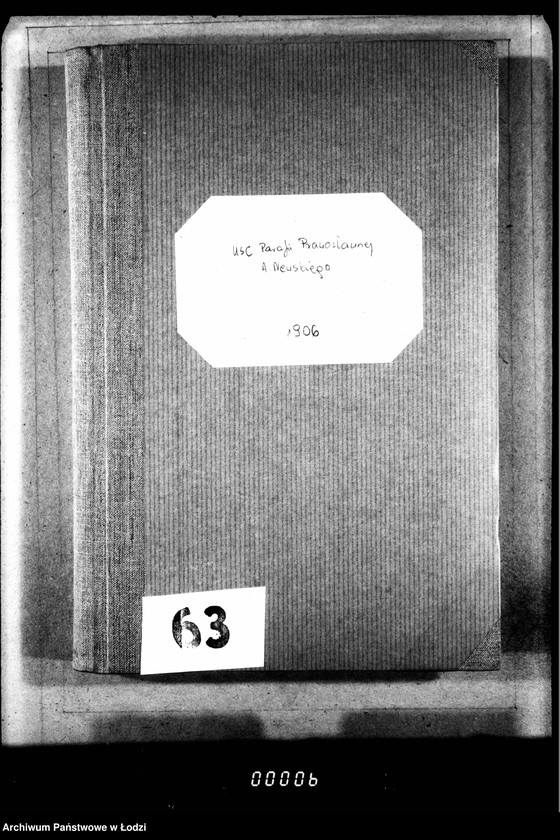 USC Parafii Prawosławnej
A Newskiego
1906
63
00006
Archiwum Państwowe w Łodzi